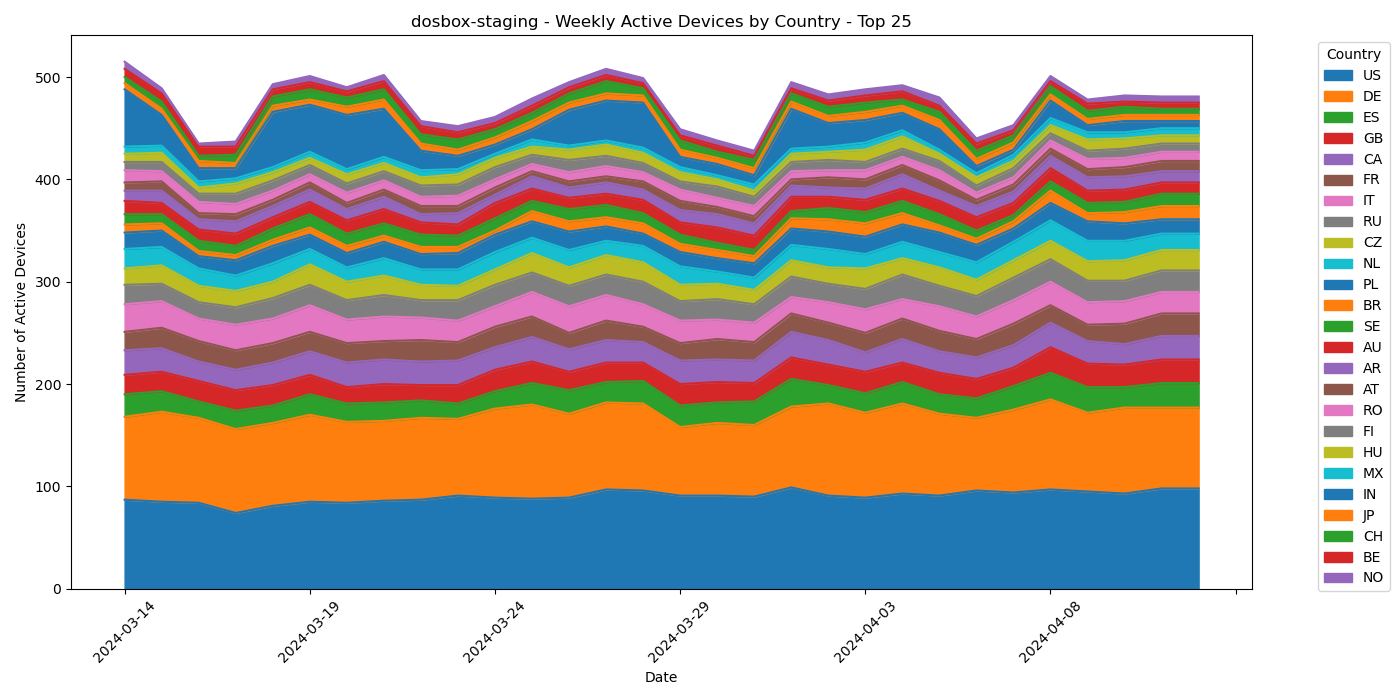 dosbox-staging - Weekly Active Devices by Country - Top 25
Number of Active Devices
500
400
300
200
100
0
2024-03-14
2024-03-19
2024-03-24
2024-03-29
2024-04-03
2024-04-08
Date
Country
US
DE
ES
GB
CA
FR
IT
RU
CZ
NL
PL
BR
SE
AU
AR
AT
RO
FI
HU
MX
IN
JP
CH
BE
NO